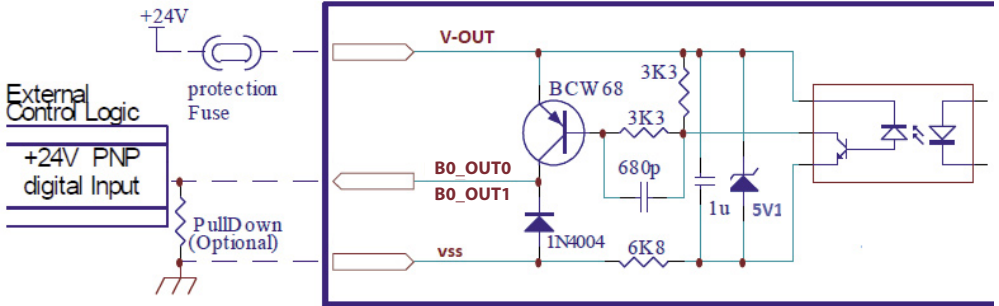 +24V
protection
Fuse
External
Control Logic
+24V PNP
digital Input
PullDown
(Optional)
V-OUT
B0_OUT0
B0_OUT1
vss
BCW68
3K3
3K3
680p
1u
5V1
1N4004
6K8